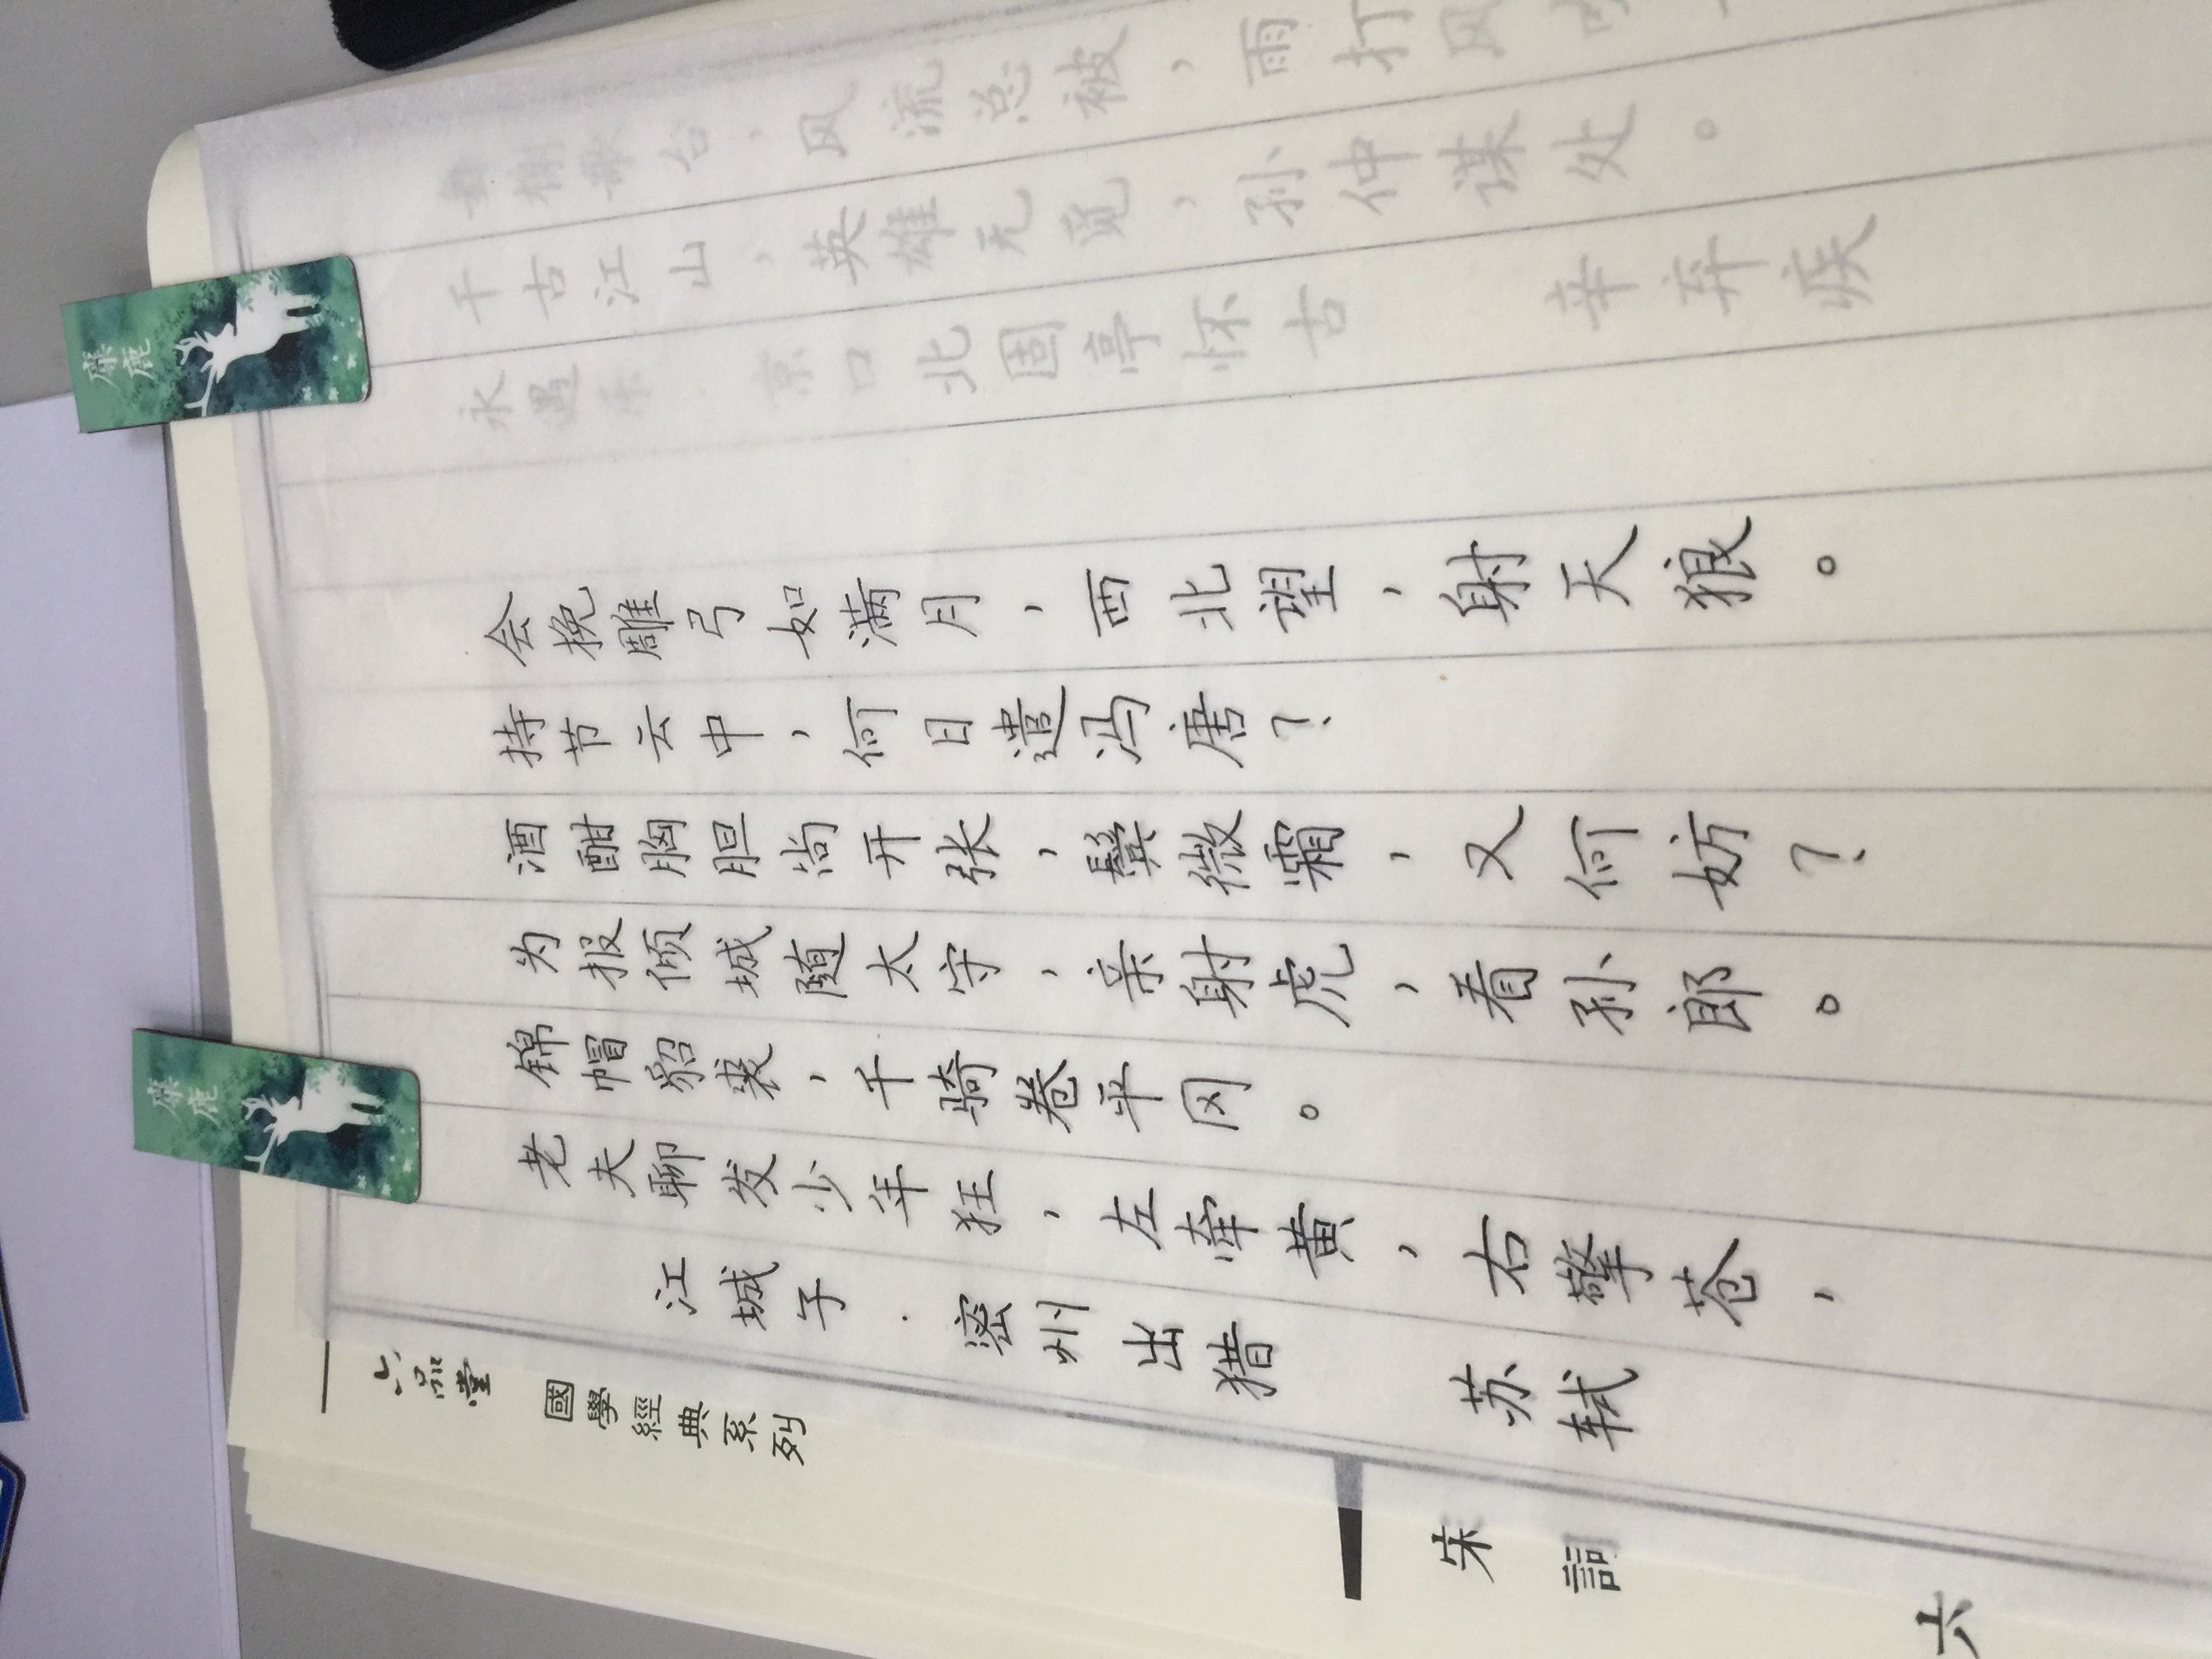 麋鹿
麋鹿
六品堂 國學經典系列
宋詞
六
江城子·密州出猎 苏轼
老夫聊发少年狂，左牵黄，右擎苍，
锦帽貂裘，千骑卷平冈。
为报倾城随太守，亲射虎，看孙郎。
酒酣胸胆尚开张，鬓微霜，又何妨？
持节云中，何日遣冯唐？
会挽雕弓如满月，西北望，射天狼。
永遇乐·京口北固亭怀古 辛弃疾
千古江山，英雄无觅，孙仲谋处。
台，风流总被，雨打风